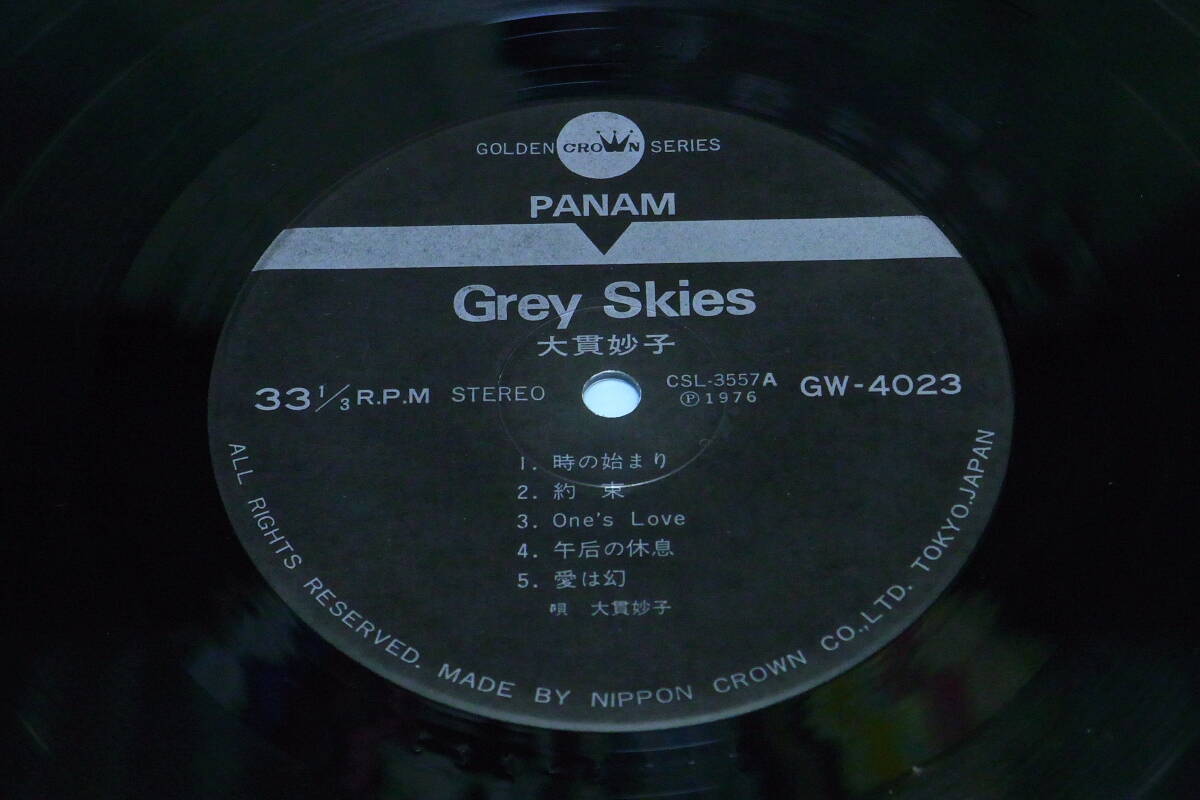 GOLDEN CROWN SERIES
PANAM
Grey Skies
大貫妙子
33 1/3 R.P.M STEREO
CSL-3557A GW-4023
Ⓟ1976
1. 時の始まり
2. 約 束
3. One's Love
4. 午后の休息
5. 愛は幻
唄 大貫妙子
ALL RIGHTS RESERVED. MADE BY NIPPON CROWN CO.,LTD. TOKYO.JAPAN